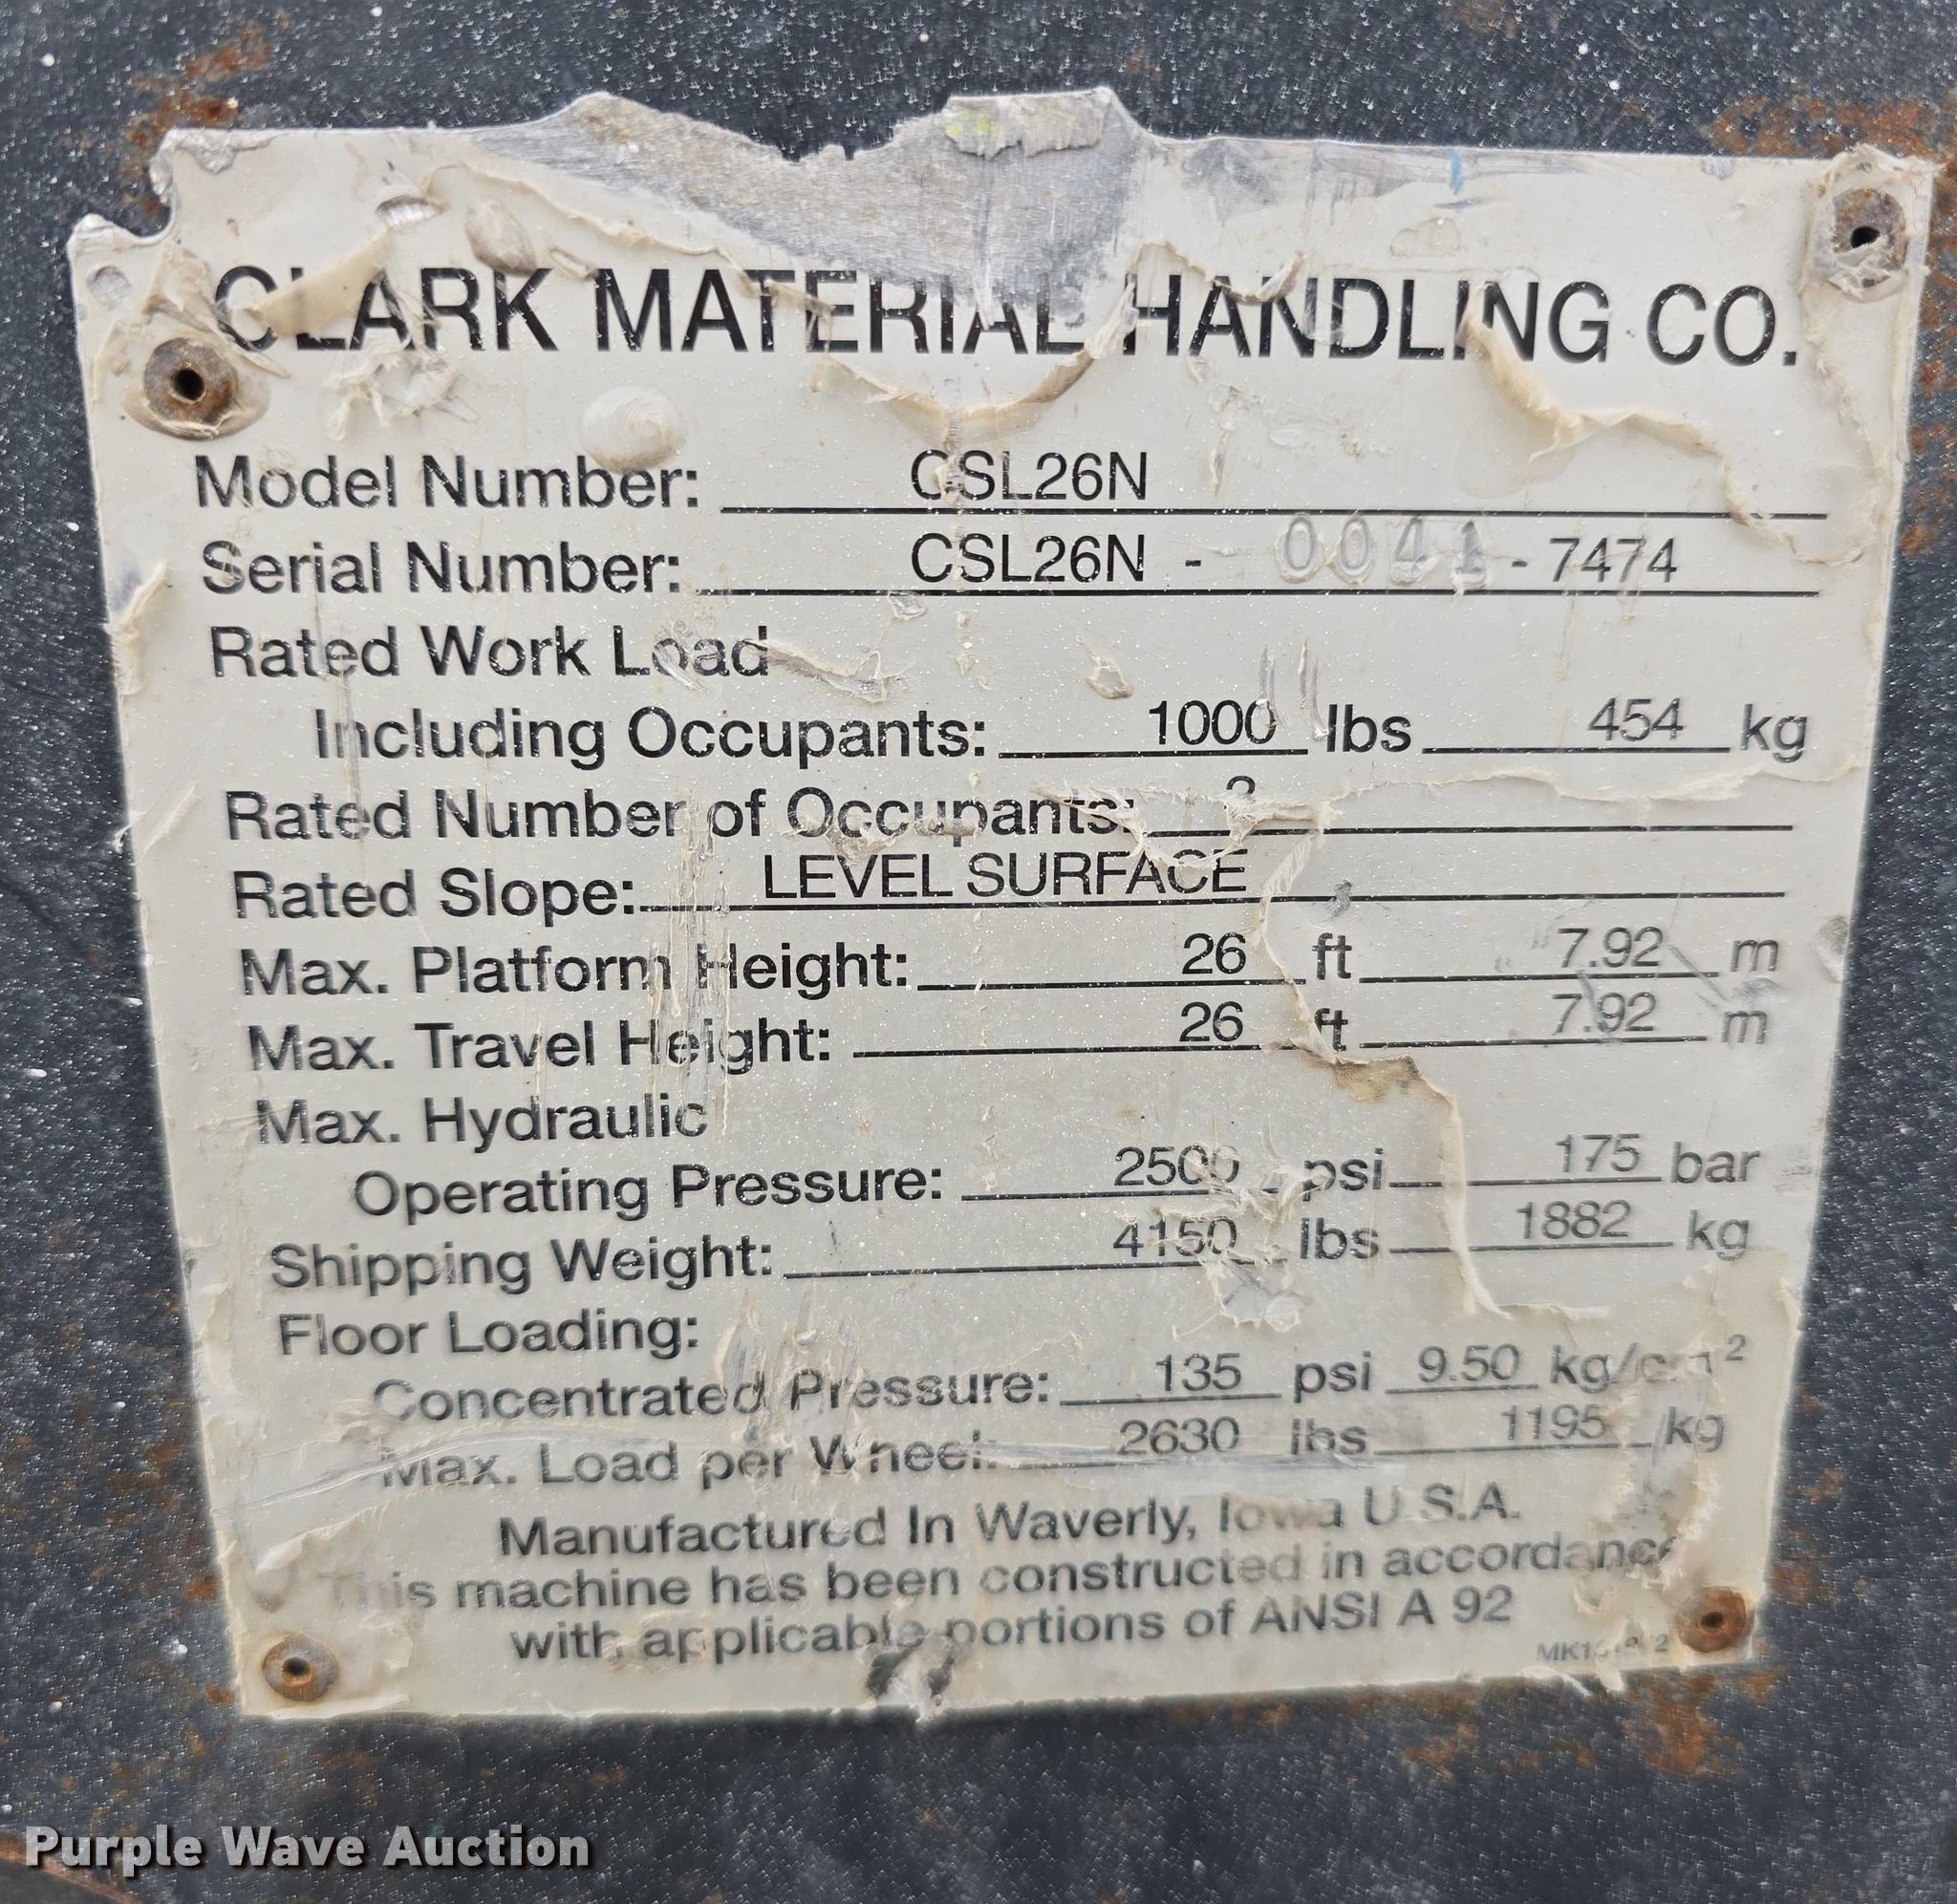 CLARK MATERIAL HANDLING CO.
Model Number: CSL26N
Serial Number: CSL26N - 0041 - 7474
Rated Work Load
Including Occupants: 1000 lbs 454 kg
Rated Number of Occupants:
Rated Slope: LEVEL SURFACE
Max. Platform Height: 26 ft 7.92 m
Max. Travel Height: 26 ft 7.92 m
Max. Hydraulic
Operating Pressure: 2500 psi 175 bar
Shipping Weight: 4150 lbs 1882 kg
Floor Loading:
Concentrated Pressure: 135 psi 9.50 kg/cm²
Max. Load per Wheel: 2630 lbs 1195 kg
Manufactured In Waverly, Iowa U.S.A.
This machine has been constructed in accordance
with applicable portions of ANSI A 92
Purple Wave Auction